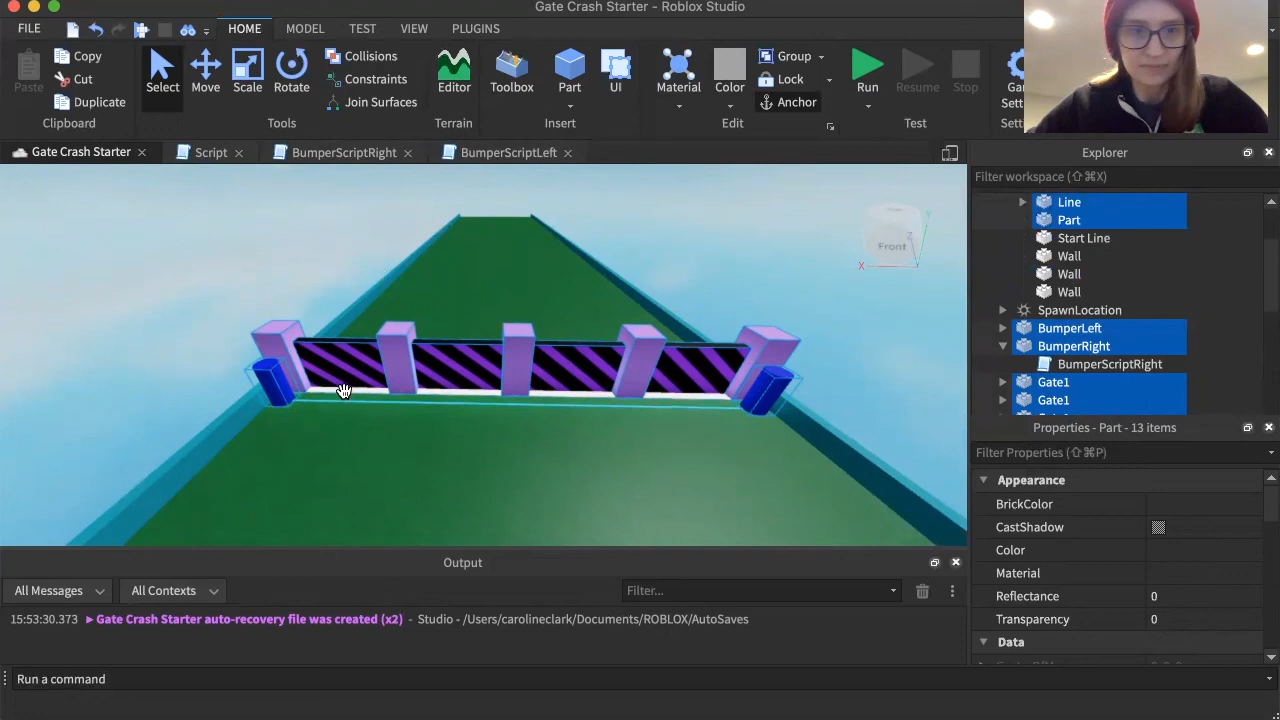 Gate Crash Starter - Roblox Studio
FILE
HOME
MODEL
TEST
VIEW
PLUGINS
Paste
Copy
Cut
Duplicate
Clipboard
Select
Move
Scale
Rotate
Collisions
Constraints
Join Surfaces
Tools
Editor
Terrain
Toolbox
Part
UI
Insert
Material
Color
Group
Lock
Anchor
Edit
Run
Resume
Stop
Test
Gate Crash Starter
Script
BumperScriptRight
BumperScriptLeft
Front
X
Explorer
Filter workspace (⇧⌘X)
Line
Part
Start Line
Wall
Wall
Wall
SpawnLocation
BumperLeft
BumperRight
BumperScriptRight
Gate1
Gate1
Properties - Part - 13 items
Filter Properties (⇧⌘P)
Appearance
BrickColor
CastShadow
Color
Material
Reflectance 0
Transparency 0
Data
Output
All Messages
All Contexts
Filter...
15:53:30.373 Gate Crash Starter auto-recovery file was created (x2) - Studio - /Users/carolineclark/Documents/ROBLOX/AutoSaves
Run a command